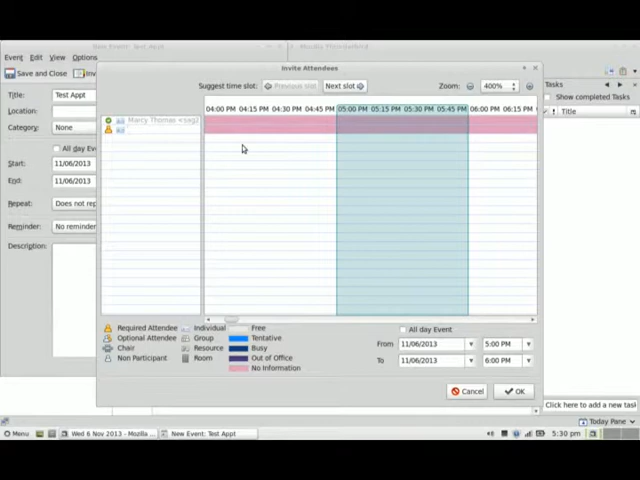 Event Edit View Options
Save and Close
Invite Attendees
Title: Test Appt
Location:
Category: None
All day Eve
Start: 11/06/2013
End: 11/06/2013
Repeat: Does not rep
Reminder: No reminder
Description:
Suggest time slot: Previous slot Next slot Zoom: 400%
04:00 PM 04:15 PM 04:30 PM 04:45 PM 05:00 PM 05:15 PM 05:30 PM 05:45 PM 06:00 PM 06:15 PM
Marcy Thomas <sag2
Required Attendee Individual Free
Optional Attendee Group Tentative
Chair Resource Busy
Non Participant Room Out of Office
No Information
All day Event
From 11/06/2013 5:00 PM
To 11/06/2013 6:00 PM
Cancel OK
Tasks
Show completed Tasks
! Title
Click here to add a new task
Today Pane
Menu Wed 6 Nov 2013 - Mozilla ... New Event: Test Appt 5:30 pm